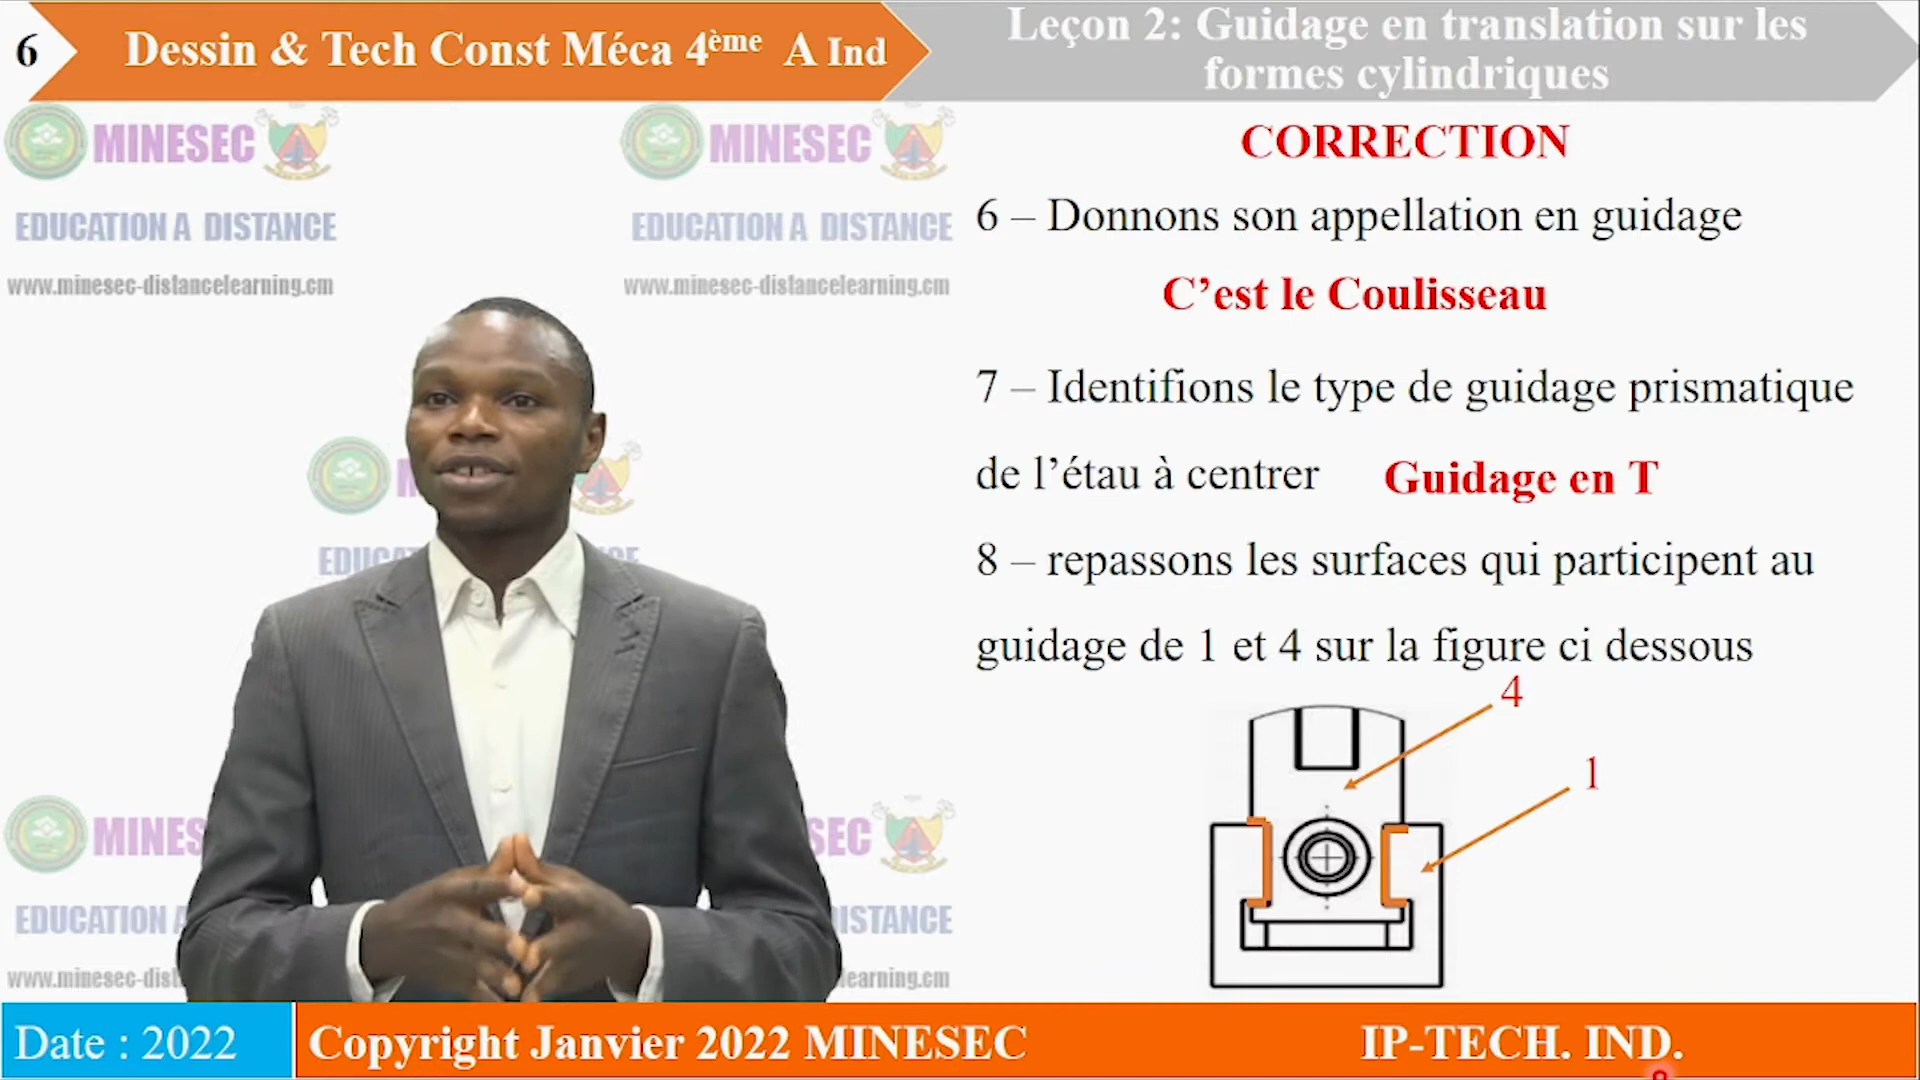 6
Dessin & Tech Const Méca 4ème A Ind
Leçon 2: Guidage en translation sur les
formes cylindriques
MINESEC
EDUCATION A DISTANCE
www.minesec-distancelearning.cm
MINESEC
EDUCATION A DISTANCE
www.minesec-distancelearning.cm
CORRECTION
6 – Donnons son appellation en guidage
C’est le Coulisseau
7 – Identifions le type de guidage prismatique
de l’étau à centrer Guidage en T
8 – repassons les surfaces qui participent au
guidage de 1 et 4 sur la figure ci dessous
4
1
Date : 2022
Copyright Janvier 2022 MINESEC
IP-TECH. IND.